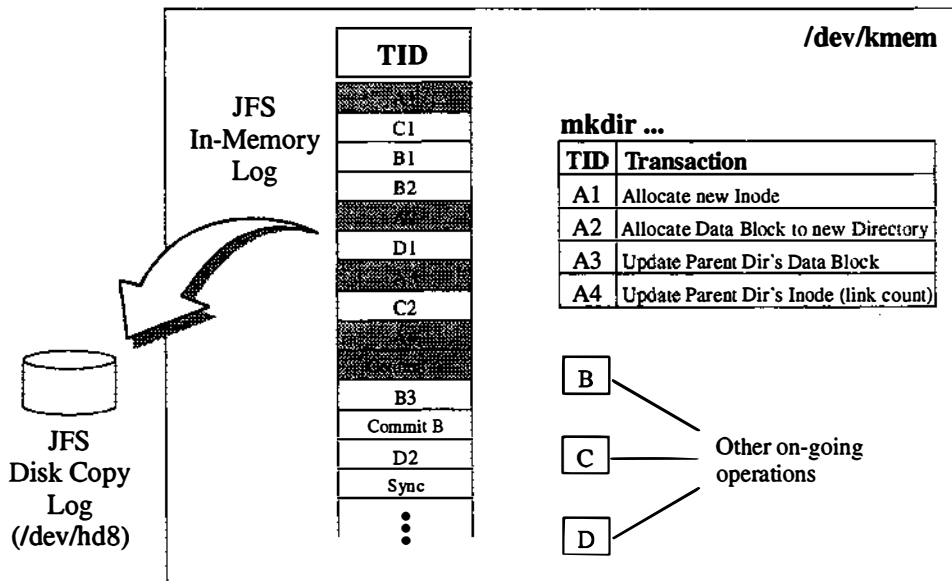 /dev/kmem
TID
JFS
In-Memory
Log
C1
B1
B2
D1
C2
B3
Commit B
D2
Sync
mkdir ...
TID Transaction
A1 Allocate new Inode
A2 Allocate Data Block to new Directory
A3 Update Parent Dir's Data Block
A4 Update Parent Dir's Inode (link count)
B
C
D
Other on-going
operations
JFS
Disk Copy
Log
(/dev/hd8)